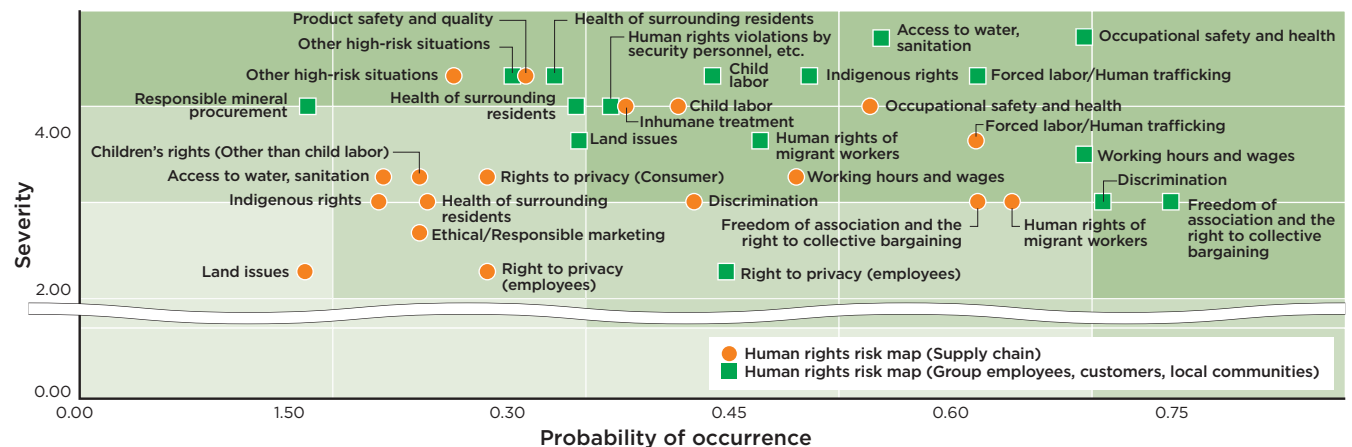 Product safety and quality
Health of surrounding residents
Other high-risk situations
Human rights violations by
security personnel, etc.
Access to water,
sanitation
Occupational safety and health
Other high-risk situations
Child
labor
Indigenous rights
Forced labor/Human trafficking
Responsible mineral
procurement
Health of surrounding
residents
Child labor
Inhumane treatment
Occupational safety and health
Forced labor/Human trafficking
4.00
Land issues
Human rights of
migrant workers
Working hours and wages
Children's rights (Other than child labor)
Access to water, sanitation
Rights to privacy (Consumer)
Working hours and wages
Discrimination
Indigenous rights
Health of surrounding
residents
Discrimination
Freedom of association and the
right to collective bargaining
Human rights of
migrant workers
Freedom of
association and the
right to collective
bargaining
Ethical/Responsible marketing
Land issues
Right to privacy
(employees)
Right to privacy (employees)
Severity
2.00
Human rights risk map (Supply chain)
Human rights risk map (Group employees, customers, local communities)
0.00
0.00
1.50
0.30
0.45
0.60
0.75
Probability of occurrence